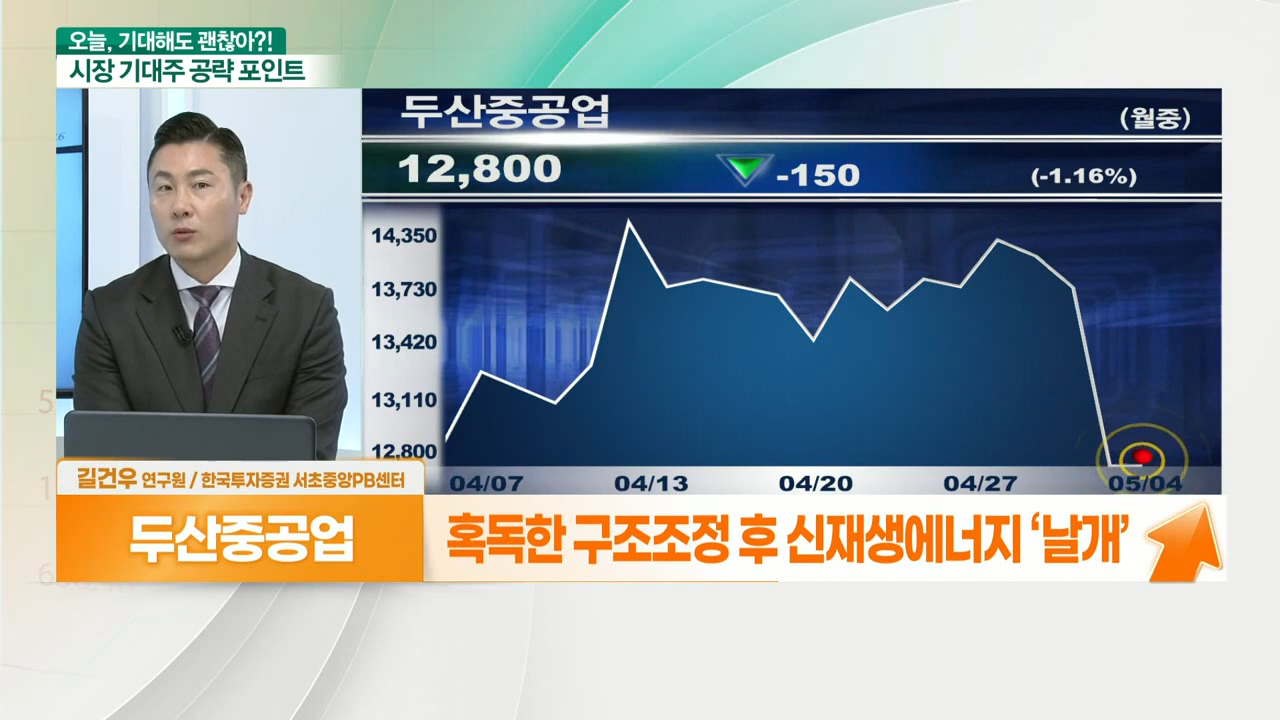 오늘, 기대해도 괜찮아?!
시장 기대주 공략 포인트
두산중공업
(월중)
12,800
-150
(-1.16%)
14,350
13,730
13,420
13,110
12,800
04/07
04/13
04/20
04/27
05/04
길건우 연구원 / 한국투자증권 서초중앙PB센터
두산중공업
혹독한 구조조정 후 신재생에너지 ‘날개’